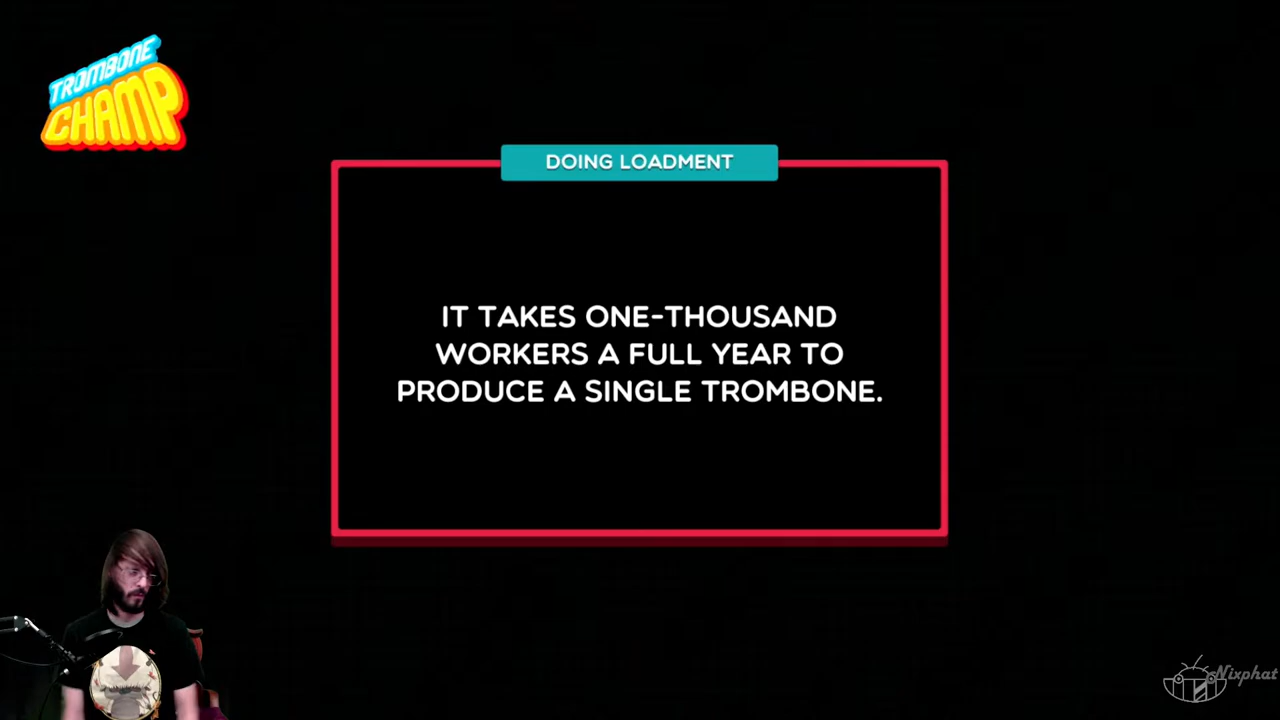 TROMBONE
CHAMP
DOING LOADMENT
IT TAKES ONE-THOUSAND
WORKERS A FULL YEAR TO
PRODUCE A SINGLE TROMBONE.
Nixphat